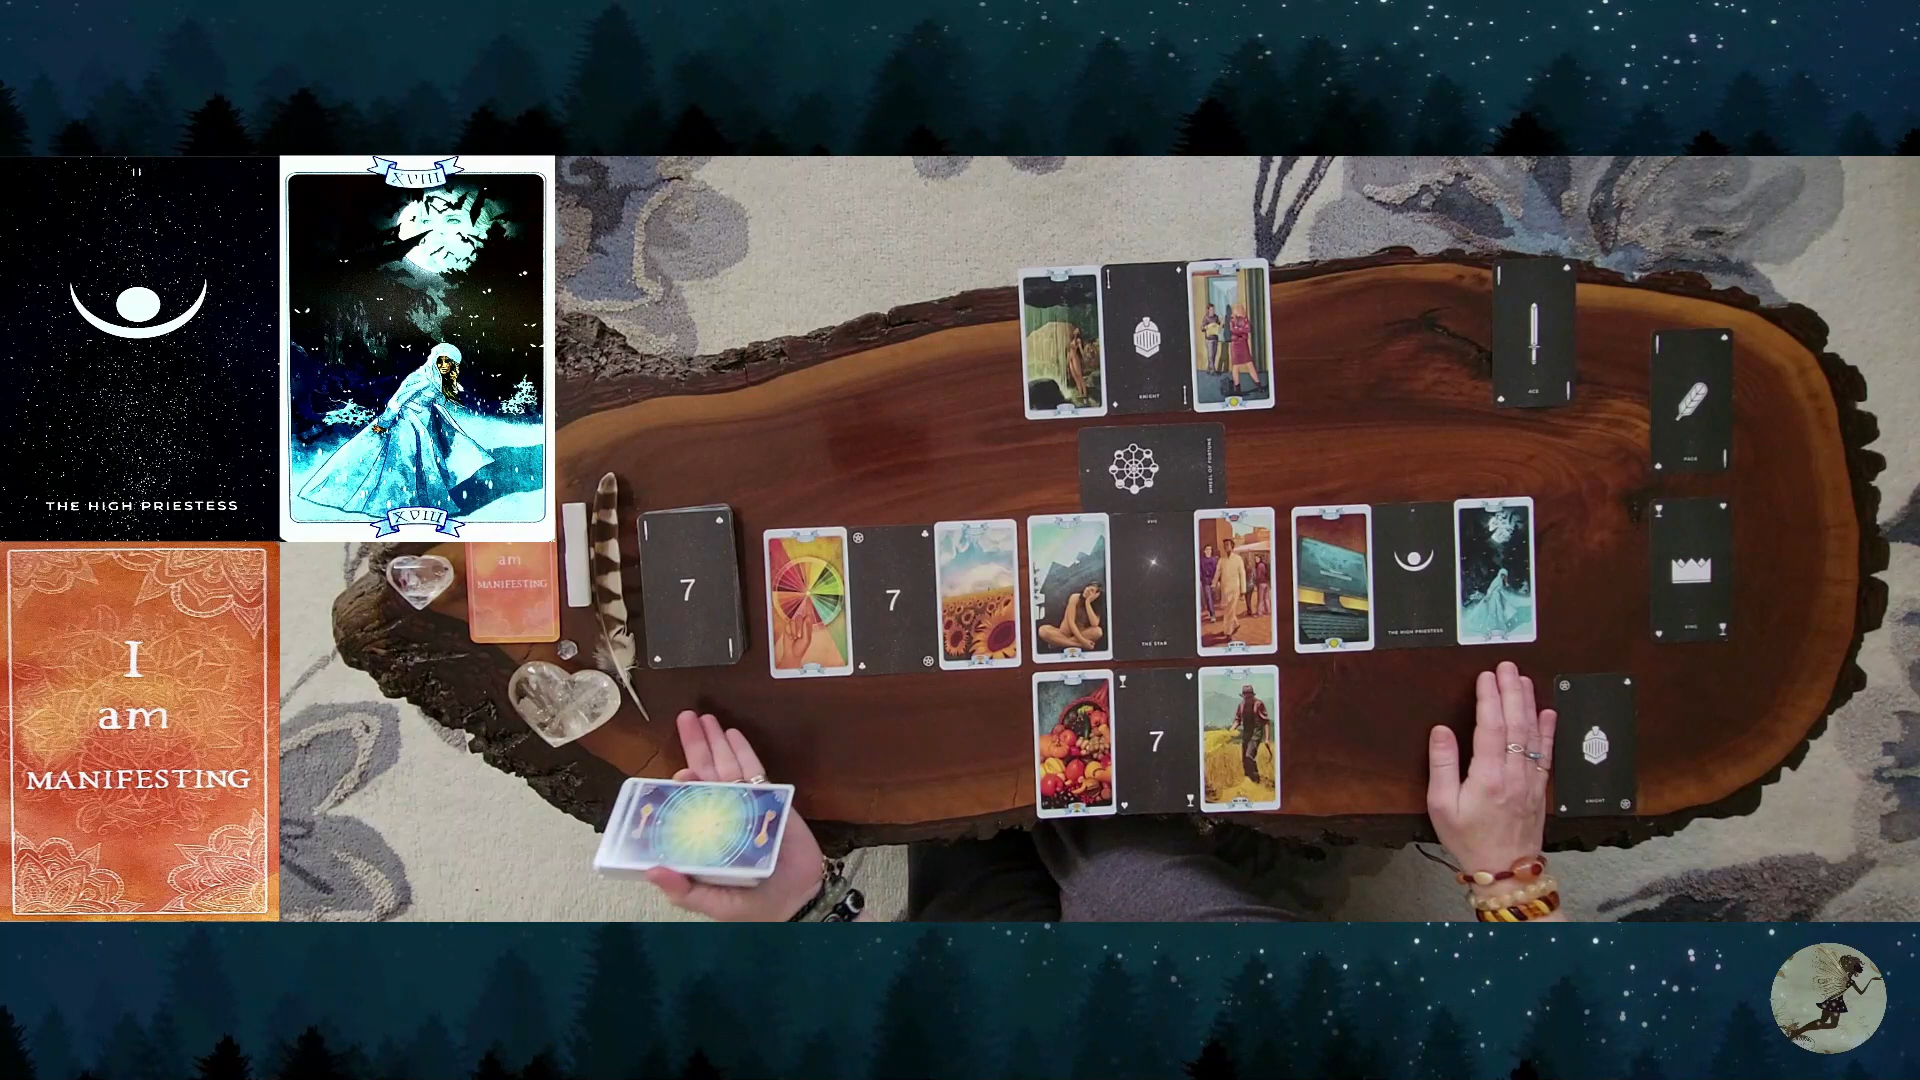 II
THE HIGH PRIESTESS
XVIII
XVIII
I
am
MANIFESTING
am
MANIFESTING
KNIGHT
ACE
PAGE
WHEEL OF FORTUNE
7
7
THE STAR
THE HIGH PRIESTESS
KING
7
KNIGHT